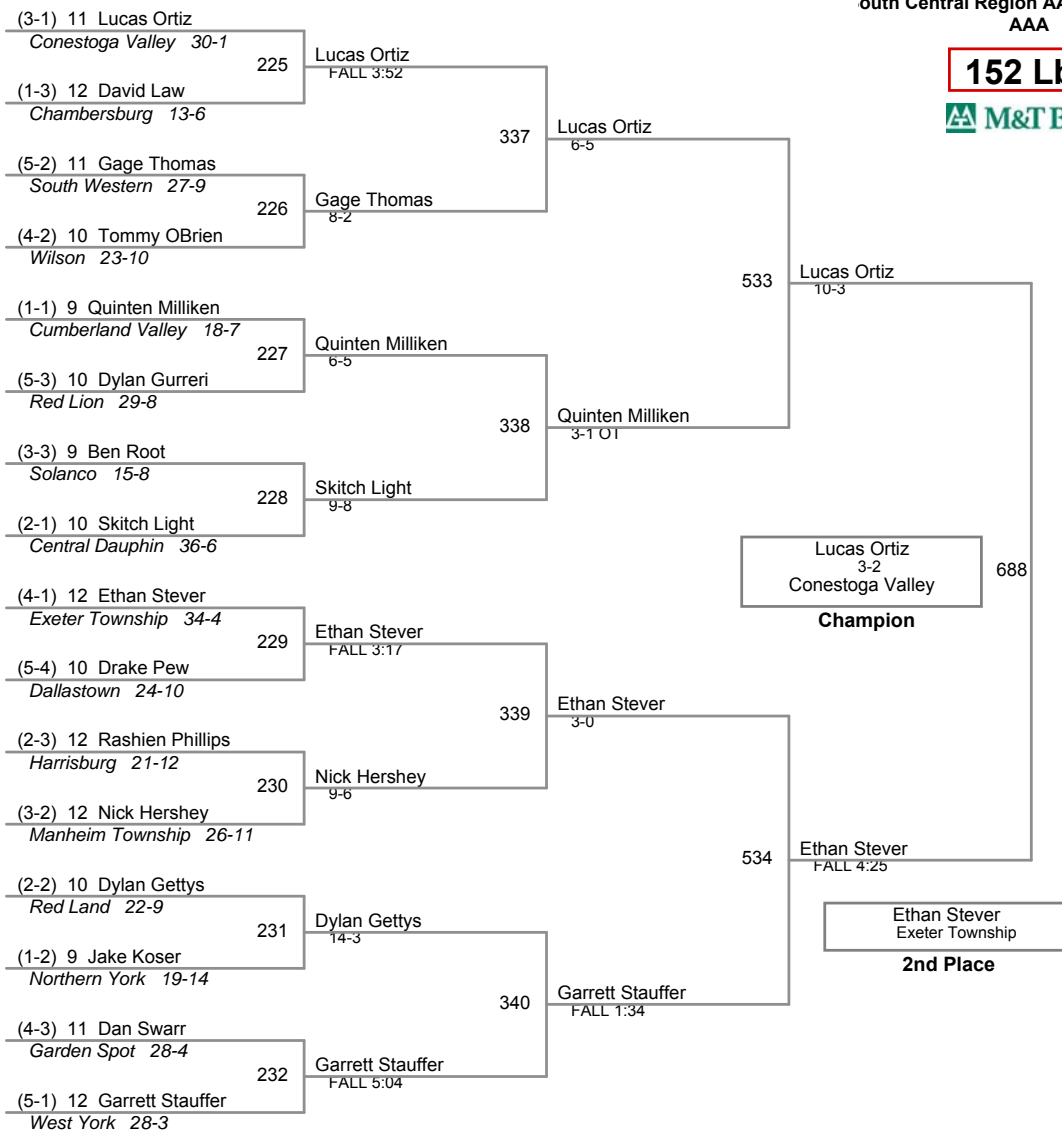 outh Central Region AA
AAA
152 Lb
M&T B
(3-1) 11 Lucas Ortiz
Conestoga Valley 30-1
225
Lucas Ortiz
FALL 3:52
(1-3) 12 David Law
Chambersburg 13-6
337
Lucas Ortiz
6-5
(5-2) 11 Gage Thomas
South Western 27-9
226
Gage Thomas
8-2
(4-2) 10 Tommy OBrien
Wilson 23-10
533
Lucas Ortiz
10-3
(1-1) 9 Quinten Milliken
Cumberland Valley 18-7
227
Quinten Milliken
6-5
(5-3) 10 Dylan Gurreri
Red Lion 29-8
338
Quinten Milliken
3-1 OT
(3-3) 9 Ben Root
Solanco 15-8
228
Skitch Light
9-8
(2-1) 10 Skitch Light
Central Dauphin 36-6
Lucas Ortiz
3-2
Conestoga Valley
688
Champion
(4-1) 12 Ethan Stever
Exeter Township 34-4
229
Ethan Stever
FALL 3:17
(5-4) 10 Drake Pew
Dallastown 24-10
339
Ethan Stever
3-0
(2-3) 12 Rashien Phillips
Harrisburg 21-12
230
Nick Hershey
9-6
(3-2) 12 Nick Hershey
Manheim Township 26-11
534
Ethan Stever
FALL 4:25
(2-2) 10 Dylan Gettys
Red Land 22-9
231
Dylan Gettys
14-3
Ethan Stever
Exeter Township
2nd Place
(1-2) 9 Jake Koser
Northern York 19-14
340
Garrett Stauffer
FALL 1:34
(4-3) 11 Dan Swarr
Garden Spot 28-4
232
Garrett Stauffer
FALL 5:04
(5-1) 12 Garrett Stauffer
West York 28-3